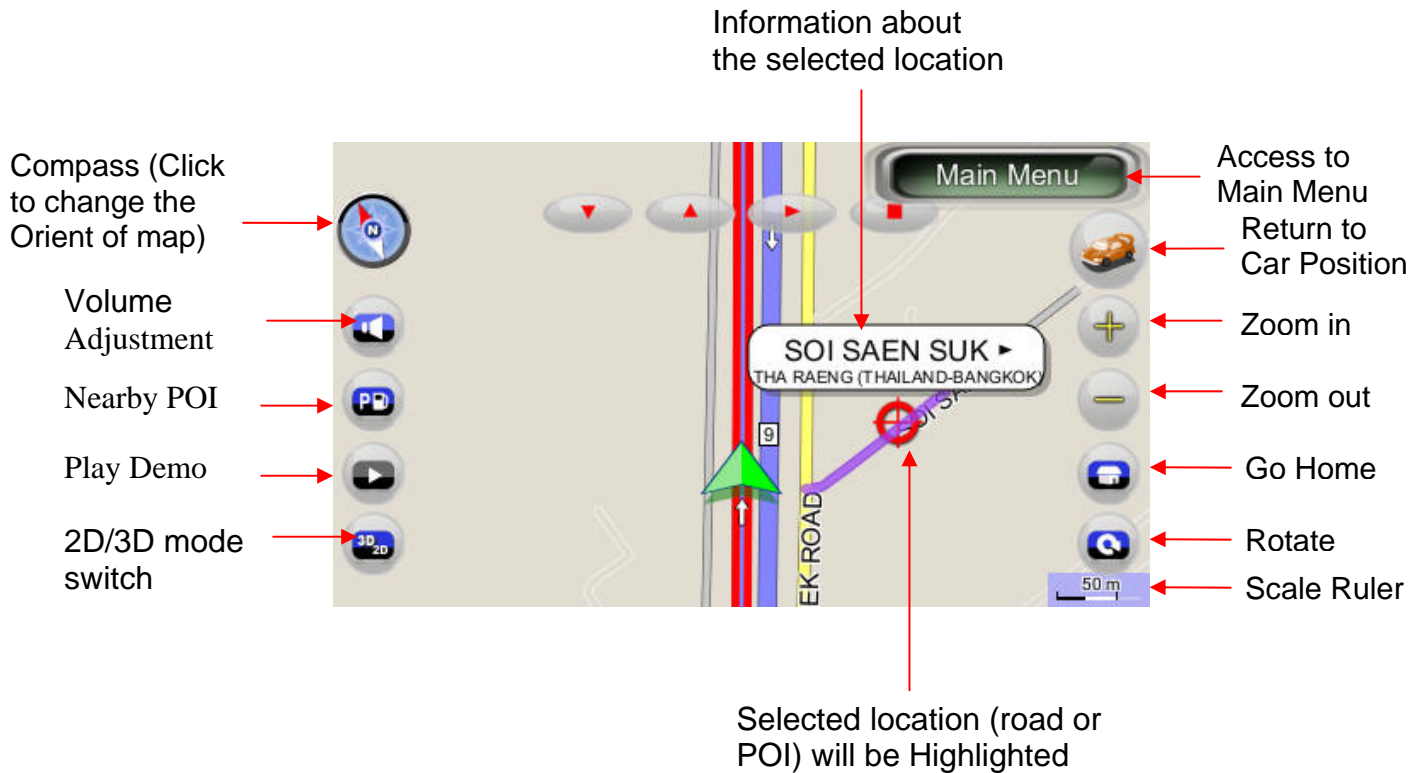 Information about
the selected location
Compass (Click
to change the
Orient of map)
Volume
Adjustment
Nearby POI
Play Demo
2D/3D mode
switch
N
P
3D
2D
Main Menu
SOI SAEN SUK
THA RAENG (THAILAND-BANGKOK)
SOI SA
9
EK-ROAD
50 m
Access to
Main Menu
Return to
Car Position
Zoom in
Zoom out
Go Home
Rotate
Scale Ruler
Selected location (road or
POI) will be Highlighted